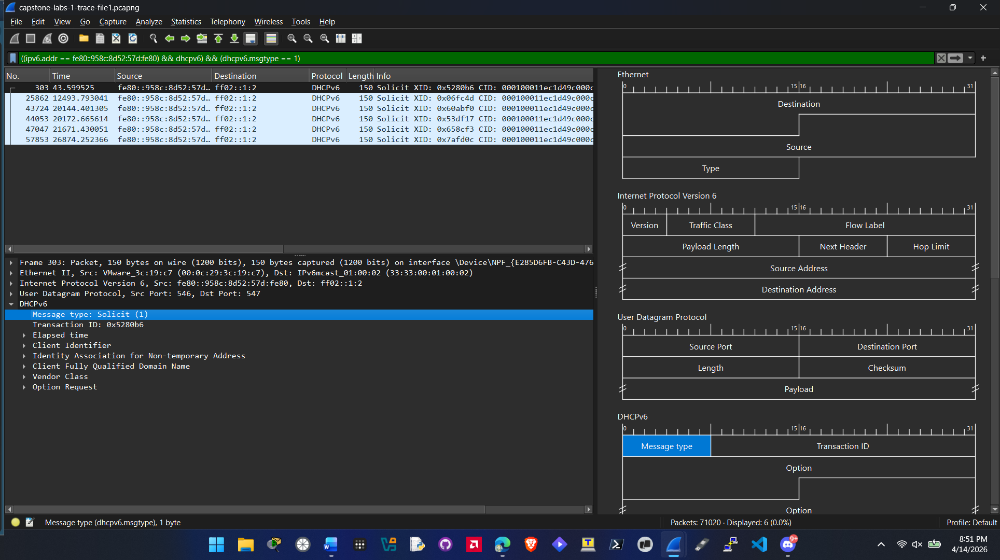 capstone-labs-1-trace-file1.pcapng
File Edit View Go Capture Analyze Statistics Telephony Wireless Tools Help
((ipv6.addr == fe80::958c:8d52:57d:fe80) && dhcpv6) && (dhcpv6.msgtype == 1)
No. Time Source Destination Protocol Length Info
303 43.599525 fe80::958c:8d52:57d… ff02::1:2 DHCPv6 150 Solicit XID: 0x5280b6 CID: 000100011ec1d49c000c
25862 12493.793041 fe80::958c:8d52:57d… ff02::1:2 DHCPv6 150 Solicit XID: 0x06fc4d CID: 000100011ec1d49c000c
43724 20144.401305 fe80::958c:8d52:57d… ff02::1:2 DHCPv6 150 Solicit XID: 0x60abf0 CID: 000100011ec1d49c000c
44053 20172.665614 fe80::958c:8d52:57d… ff02::1:2 DHCPv6 150 Solicit XID: 0x53df17 CID: 000100011ec1d49c000c
47047 21671.430051 fe80::958c:8d52:57d… ff02::1:2 DHCPv6 150 Solicit XID: 0x658cf3 CID: 000100011ec1d49c000c
57853 26874.252366 fe80::958c:8d52:57d… ff02::1:2 DHCPv6 150 Solicit XID: 0x7afd0c CID: 000100011ec1d49c000c
Frame 303: Packet, 150 bytes on wire (1200 bits), 150 bytes captured (1200 bits) on interface \Device\NPF_{E285D6FB-C43D-476
Ethernet II, Src: VMware_3c:19:c7 (00:0c:29:3c:19:c7), Dst: IPv6mcast_01:00:02 (33:33:00:01:00:02)
Internet Protocol Version 6, Src: fe80::958c:8d52:57d:fe80, Dst: ff02::1:2
User Datagram Protocol, Src Port: 546, Dst Port: 547
DHCPv6
Message type: Solicit (1)
Transaction ID: 0x5280b6
Elapsed time
Client Identifier
Identity Association for Non-temporary Address
Client Fully Qualified Domain Name
Vendor Class
Option Request
Ethernet
0 15 16 31
Destination
Source
Type
Internet Protocol Version 6
0 15 16 31
Version Traffic Class Flow Label
Payload Length Next Header Hop Limit
Source Address
Destination Address
User Datagram Protocol
0 15 16 31
Source Port Destination Port
Length Checksum
Payload
DHCPv6
0 15 16 31
Message type Transaction ID
Option
Option
Message type (dhcpv6.msgtype), 1 byte
Packets: 71020 · Displayed: 6 (0.0%)
Profile: Default
9+
8:51 PM
4/14/2026